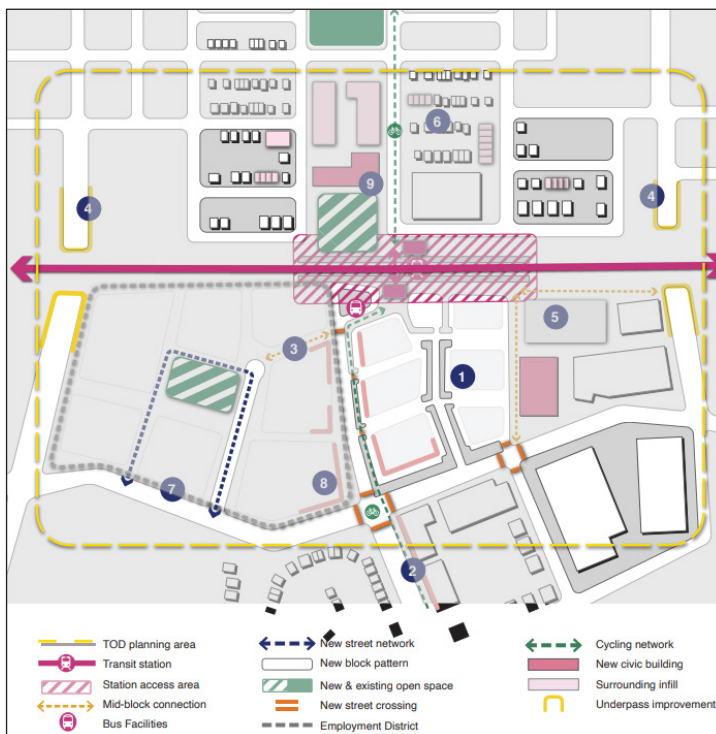 6
9
4
4
5
3
1
8
7
2
TOD planning area
Transit station
Station access area
Mid-block connection
Bus Facilities
New street network
New block pattern
New & existing open space
New street crossing
Employment District
Cycling network
New civic building
Surrounding infill
Underpass improvement